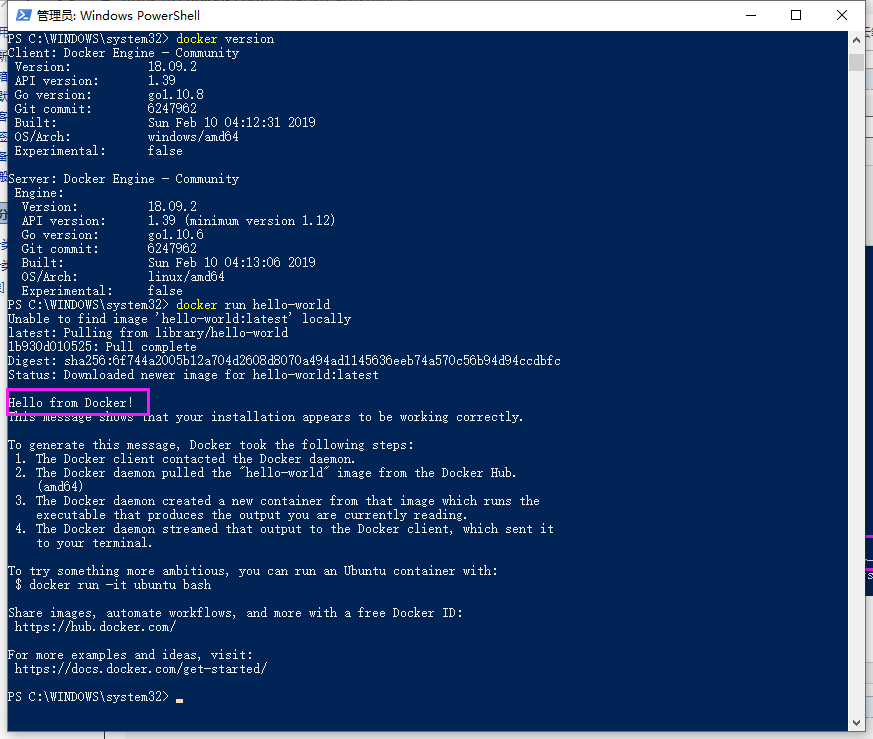 管理员: Windows PowerShell
PS C:\WINDOWS\system32> docker version
Client: Docker Engine - Community
 Version:           18.09.2
 API version:       1.39
 Go version:        go1.10.8
 Git commit:        6247962
 Built:             Sun Feb 10 04:12:31 2019
 OS/Arch:           windows/amd64
 Experimental:      false

Server: Docker Engine - Community
 Engine:
  Version:          18.09.2
  API version:      1.39 (minimum version 1.12)
  Go version:       go1.10.6
  Git commit:       6247962
  Built:            Sun Feb 10 04:13:06 2019
  OS/Arch:          linux/amd64
  Experimental:     false
PS C:\WINDOWS\system32> docker run hello-world
Unable to find image 'hello-world:latest' locally
latest: Pulling from library/hello-world
1b930d010525: Pull complete
Digest: sha256:6f744a2005b12a704d2608d8070a494ad1145636eeb74a570c56b94d94ccdbfc
Status: Downloaded newer image for hello-world:latest

Hello from Docker!
This message shows that your installation appears to be working correctly.

To generate this message, Docker took the following steps:
 1. The Docker client contacted the Docker daemon.
 2. The Docker daemon pulled the "hello-world" image from the Docker Hub.
    (amd64)
 3. The Docker daemon created a new container from that image which runs the
    executable that produces the output you are currently reading.
 4. The Docker daemon streamed that output to the Docker client, which sent it
    to your terminal.

To try something more ambitious, you can run an Ubuntu container with:
 $ docker run -it ubuntu bash

Share images, automate workflows, and more with a free Docker ID:
 https://hub.docker.com/

For more examples and ideas, visit:
 https://docs.docker.com/get-started/

PS C:\WINDOWS\system32>